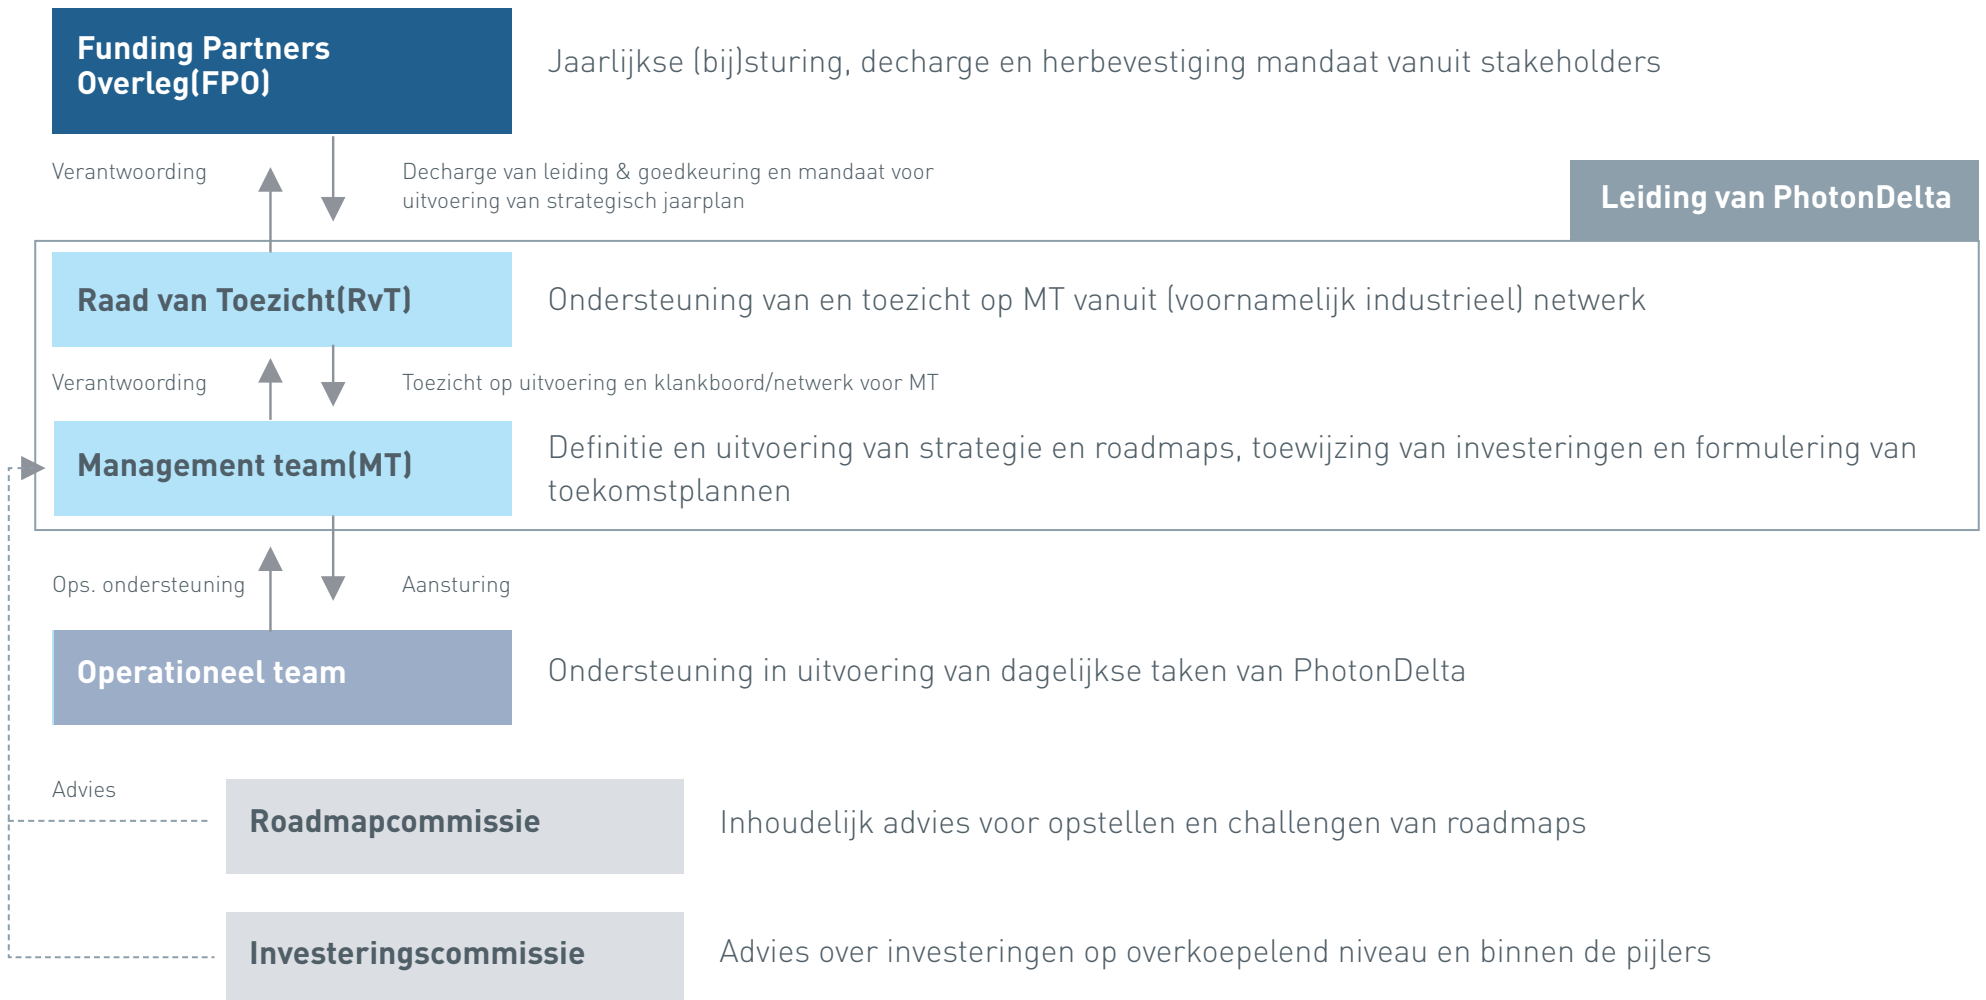 Funding Partners
Overleg(FPO)
Jaarlijkse (bij)sturing, decharge en herbevestiging mandaat vanuit stakeholders
Verantwoording
Decharge van leiding & goedkeuring en mandaat voor
uitvoering van strategisch jaarplan
Leiding van PhotonDelta
Raad van Toezicht(RvT)
Ondersteuning van en toezicht op MT vanuit (voornamelijk industrieel) netwerk
Verantwoording
Toezicht op uitvoering en klankboord/netwerk voor MT
Management team(MT)
Definitie en uitvoering van strategie en roadmaps, toewijzing van investeringen en formulering van
toekomstplannen
Ops. ondersteuning
Aansturing
Operationeel team
Ondersteuning in uitvoering van dagelijkse taken van PhotonDelta
Advies
Roadmapcommissie
Inhoudelijk advies voor opstellen en challengen van roadmaps
Investeringscommissie
Advies over investeringen op overkoepelend niveau en binnen de pijlers